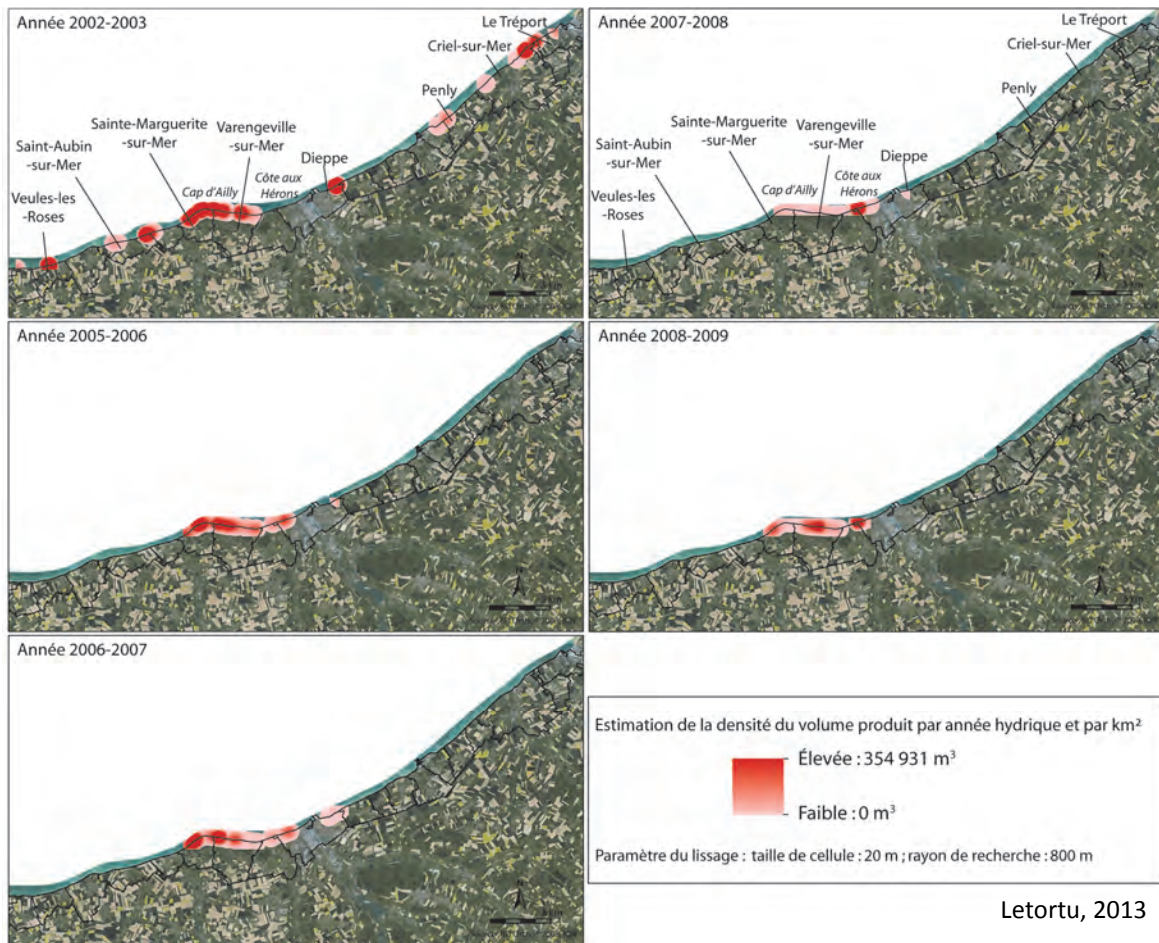 Année 2002-2003
Le Tréport
Criel-sur-Mer
Penly
Sainte-Marguerite
-sur-Mer
Varengeville
-sur-Mer
Saint-Aubin
-sur-Mer
Dieppe
Cap d'Ailly
Côte aux
Hérons
Veules-les
-Roses
Année 2007-2008
Le Tréport
Criel-sur-Mer
Penly
Sainte-Marguerite
-sur-Mer
Varengeville
-sur-Mer
Saint-Aubin
-sur-Mer
Dieppe
Cap d'Ailly
Côte aux
Hérons
Veules-les
-Roses
Année 2005-2006
Année 2008-2009
Année 2006-2007
Estimation de la densité du volume produit par année hydrique et par km²
Élevée : 354 931 m³
Faible : 0 m³
Paramètre du lissage : taille de cellule : 20 m ; rayon de recherche : 800 m
Letortu, 2013